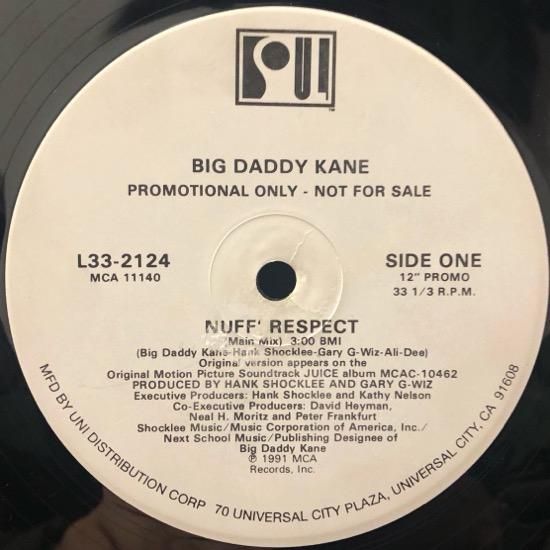 SOUL
TM
BIG DADDY KANE
PROMOTIONAL ONLY - NOT FOR SALE
L33-2124
MCA 11140
SIDE ONE
12" PROMO
33 1/3 R.P.M.
NUFF' RESPECT
(Main Mix) 3:00 BMI
(Big Daddy Kane-Hank Shocklee-Gary G-Wiz-Ali-Dee)
Original version appears on the
Original Motion Picture Soundtrack JUICE album MCAC-10462
PRODUCED BY HANK SHOCKLEE AND GARY G-WIZ
Executive Producers: Hank Shocklee and Kathy Nelson
Co-Executive Producers: David Heyman,
Neal H. Moritz and Peter Frankfurt
Shocklee Music/Music Corporation of America, Inc./
Next School Music/Publishing Designee of
Big Daddy Kane
℗ 1991 MCA
Records, Inc.
MFD BY UNI DISTRIBUTION CORP 70 UNIVERSAL CITY PLAZA, UNIVERSAL CITY, CA 91608